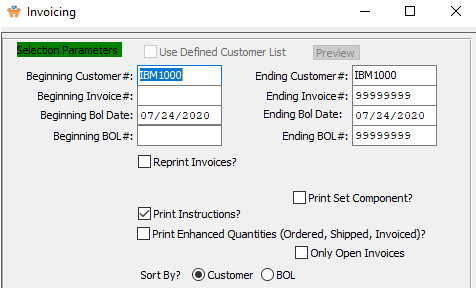 Invoicing
Selection Parameters
Use Defined Customer List
Preview
Beginning Customer#: IBM1000 Ending Customer#: IBM1000
Beginning Invoice#: Ending Invoice#: 99999999
Beginning Bol Date: 07/24/2020 Ending Bol Date: 07/24/2020
Beginning BOL#: Ending BOL#: 99999999
Reprint Invoices?
Print Set Component?
Print Instructions?
Print Enhanced Quantities (Ordered, Shipped, Invoiced)?
Only Open Invoices
Sort By? Customer BOL